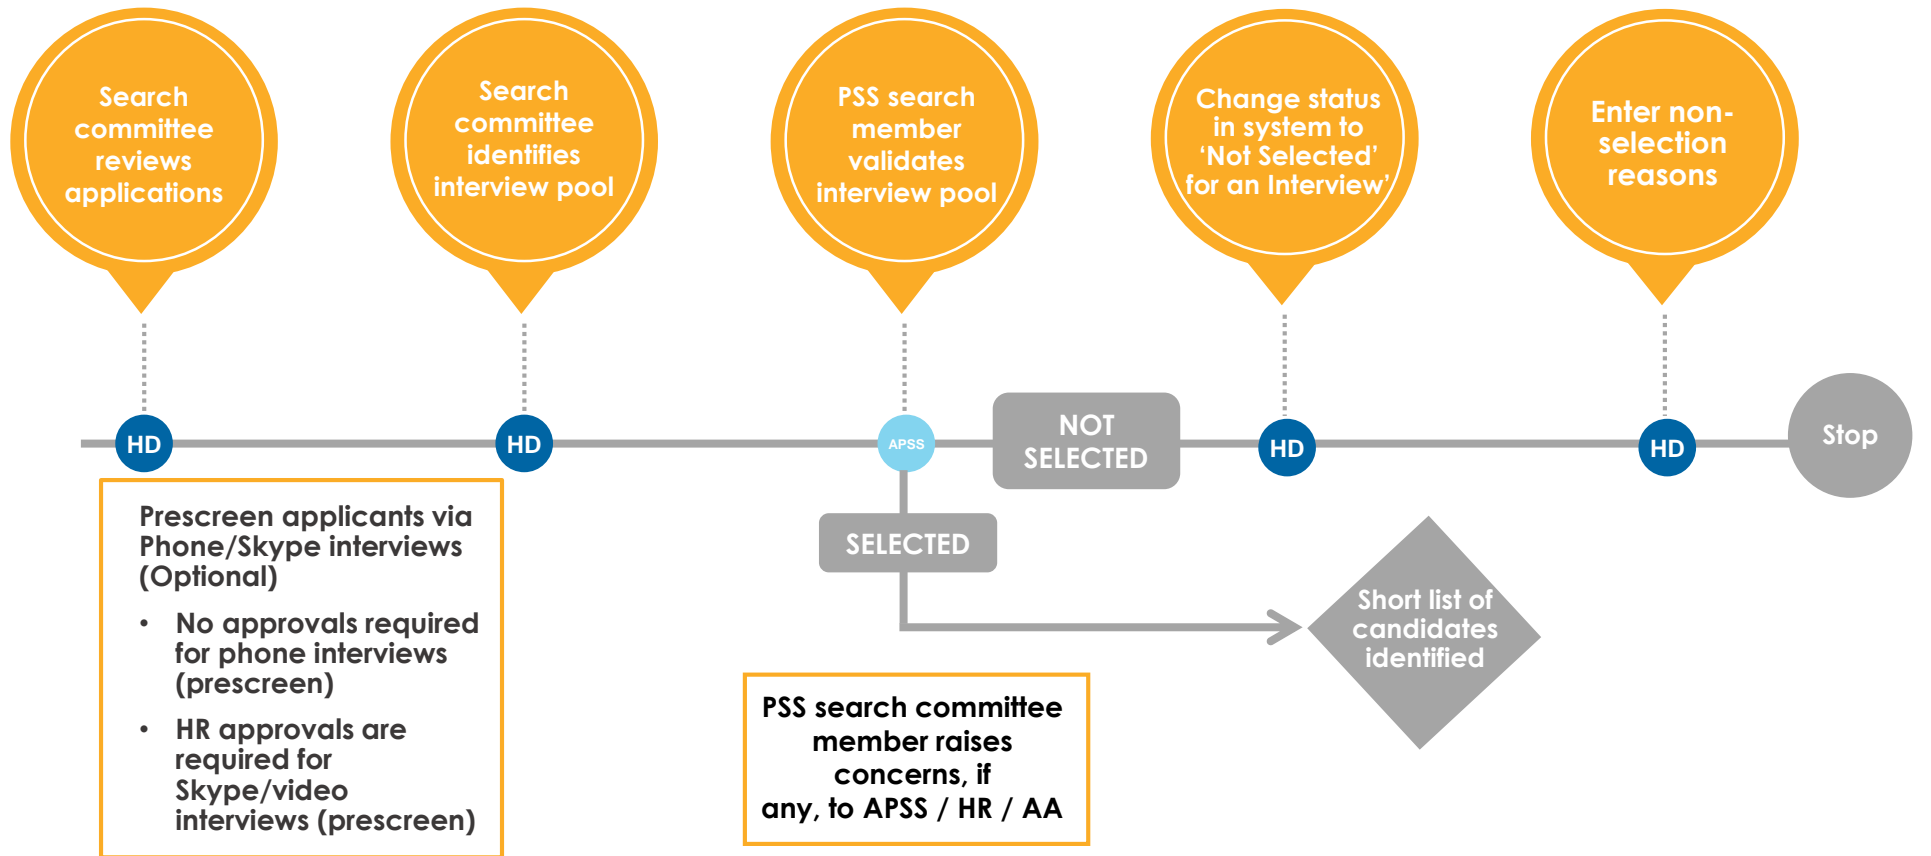 Search
committee
reviews
applications
Search
committee
identifies
interview pool
PSS search
member
validates
interview pool
Change status
in system to
‘Not Selected’
for an Interview’
Enter non-
selection
reasons
HD
HD
APSS
NOT
SELECTED
HD
HD
Stop
Prescreen applicants via
Phone/Skype interviews
(Optional)
• No approvals required
for phone interviews
(prescreen)
• HR approvals are
required for
Skype/video
interviews (prescreen)
SELECTED
Short list of
candidates
identified
PSS search committee
member raises
concerns, if
any, to APSS / HR / AA